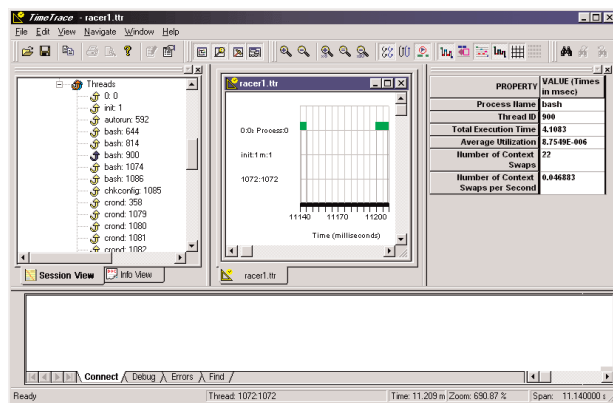 TimeTrace - racer1.ttr
File Edit View Navigate Window Help
Threads
0: 0
init: 1
autorun: 592
bash: 644
bash: 814
bash: 900
bash: 1074
bash: 1086
chkconfig: 1085
crond: 358
crond: 1079
crond: 1080
crond: 1081
crond: 1082
Session View Info View
racer1.ttr
0:0: Process:0
init:1 m:1
1072:1072
11140 11170 11200
Time (milliseconds)
racer1.ttr
PROPERTY VALUE (Times in msec)
Process Name bash
Thread ID 900
Total Execution Time 4.1083
Average Utilization 8.7549E-006
Number of Context Swaps 22
Number of Context Swaps per Second 0.046883
Connect Debug Errors Find
Ready Thread: 1072:1072 Time: 11.209 m Zoom: 690.87 % Span: 11.140000 s